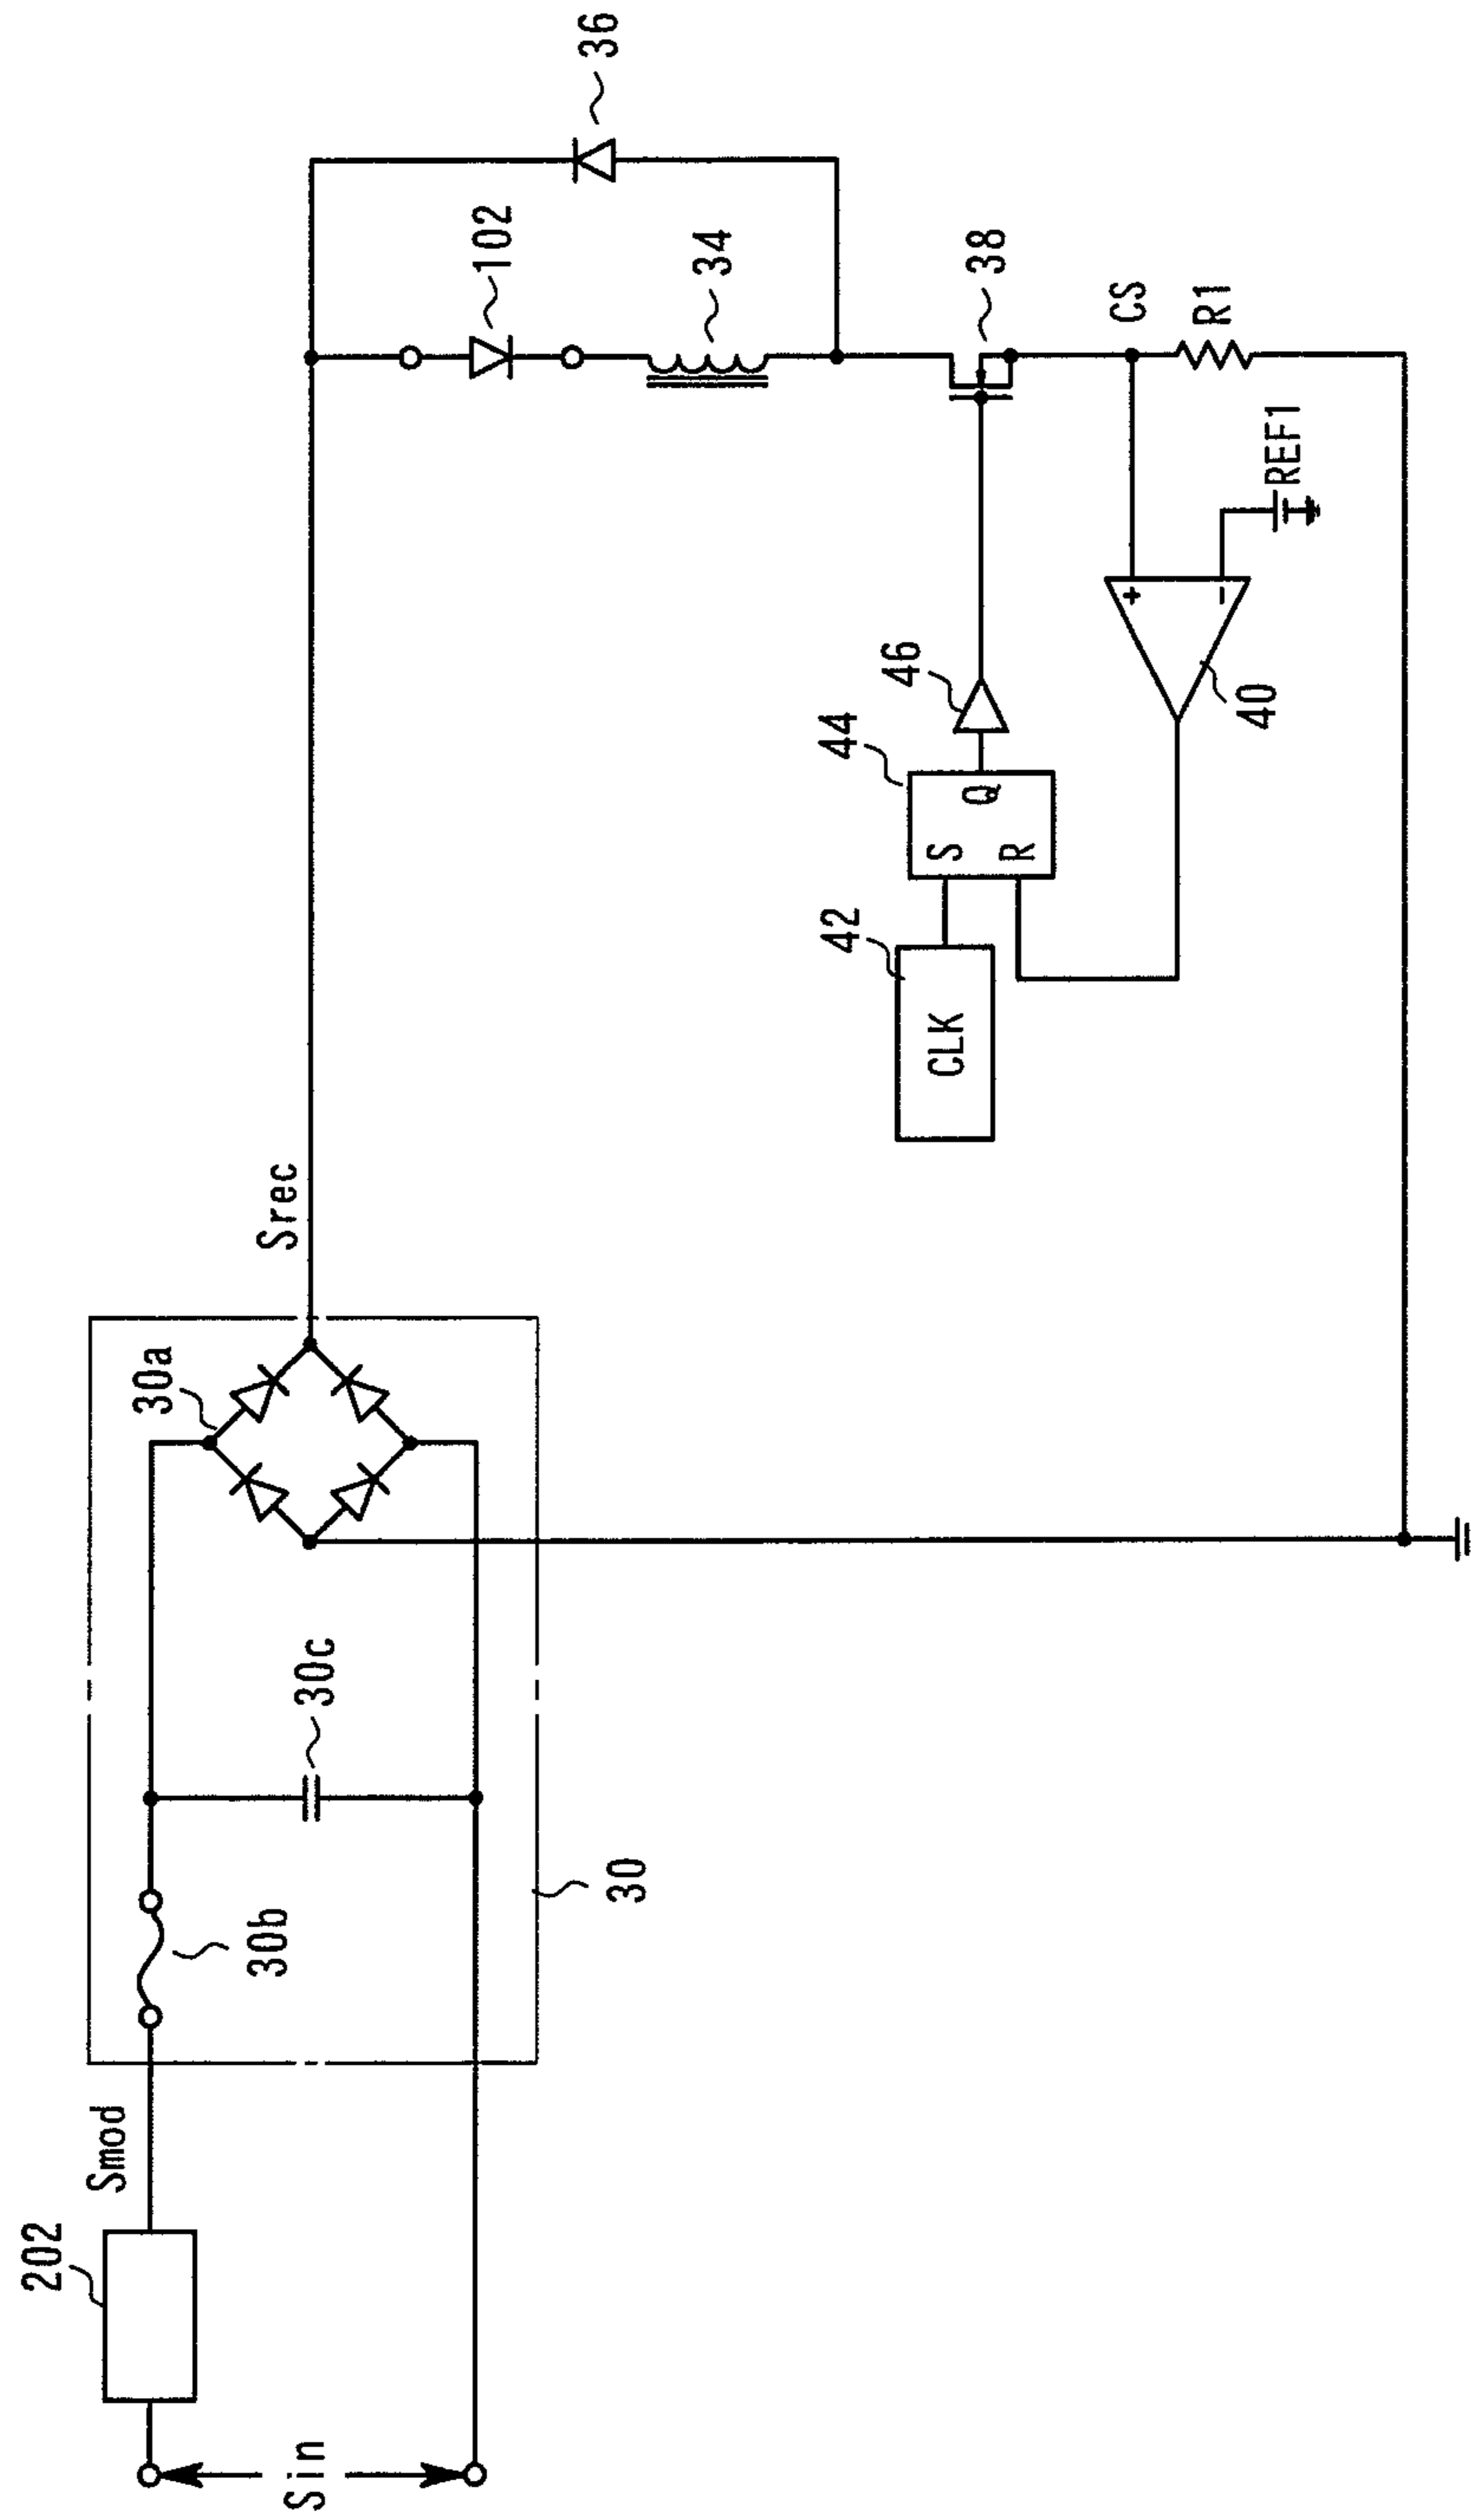 202
Smod
Sin
30b
30c
30a
30
Srec
42
CLK
44
S
R
Q
46
40
+
-
REF1
CS
R1
38
34
102
36